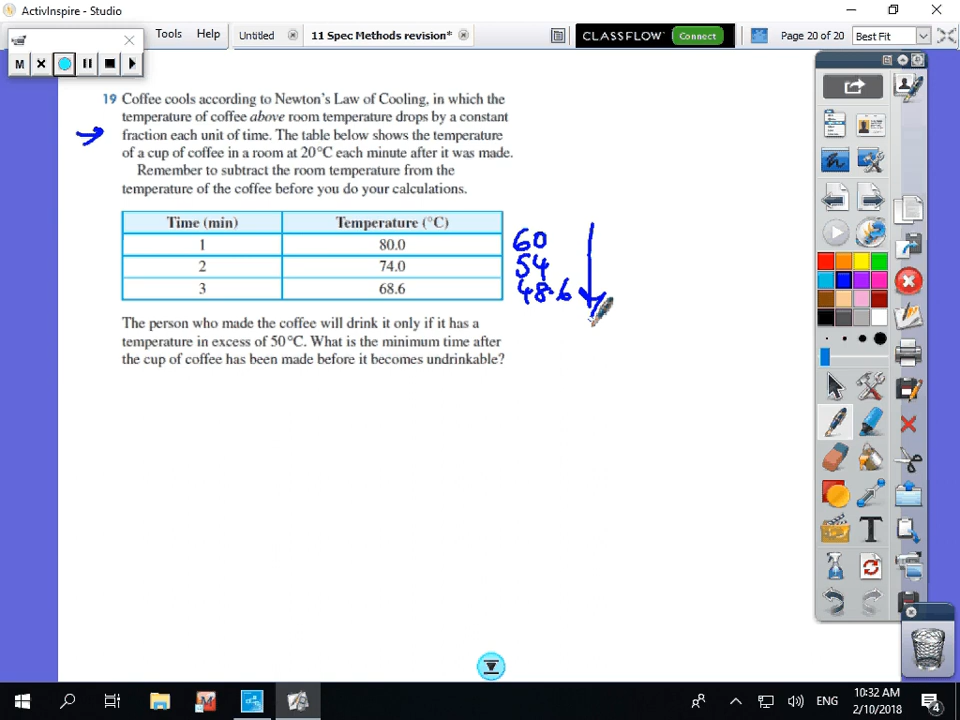 ActivInspire - Studio
Tools Help Untitled 11 Spec Methods revision* CLASSFLOW Connect Page 20 of 20 Best Fit
M
19 Coffee cools according to Newton's Law of Cooling, in which the
temperature of coffee above room temperature drops by a constant
fraction each unit of time. The table below shows the temperature
of a cup of coffee in a room at 20°C each minute after it was made.
Remember to subtract the room temperature from the
temperature of the coffee before you do your calculations.
Time (min) Temperature (°C)
1 80.0 60
2 74.0 54
3 68.6 48.6
The person who made the coffee will drink it only if it has a
temperature in excess of 50°C. What is the minimum time after
the cup of coffee has been made before it becomes undrinkable?
T
M ENG 10:32 AM
2/10/2018 4